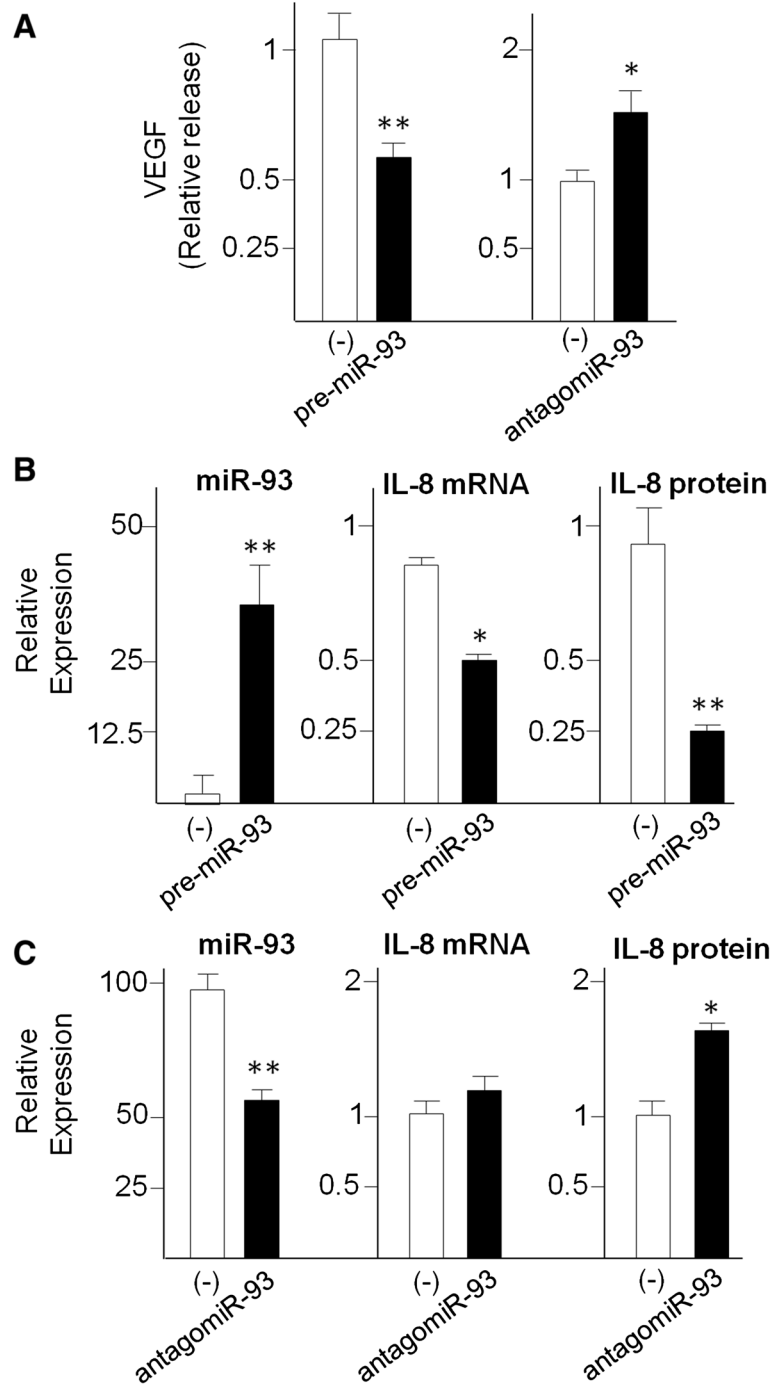 A
VEGF
(Relative release)
1
0.5
0.25
**
(-)
pre-miR-93
2
1
0.5
*
(-)
antagomiR-93
B
Relative
Expression
miR-93
50
25
12.5
**
(-)
pre-miR-93
IL-8 mRNA
1
0.5
0.25
*
(-)
pre-miR-93
IL-8 protein
1
0.5
0.25
**
(-)
pre-miR-93
C
Relative
Expression
miR-93
100
50
25
**
(-)
antagomiR-93
IL-8 mRNA
2
1
0.5
(-)
antagomiR-93
IL-8 protein
2
1
0.5
*
(-)
antagomiR-93